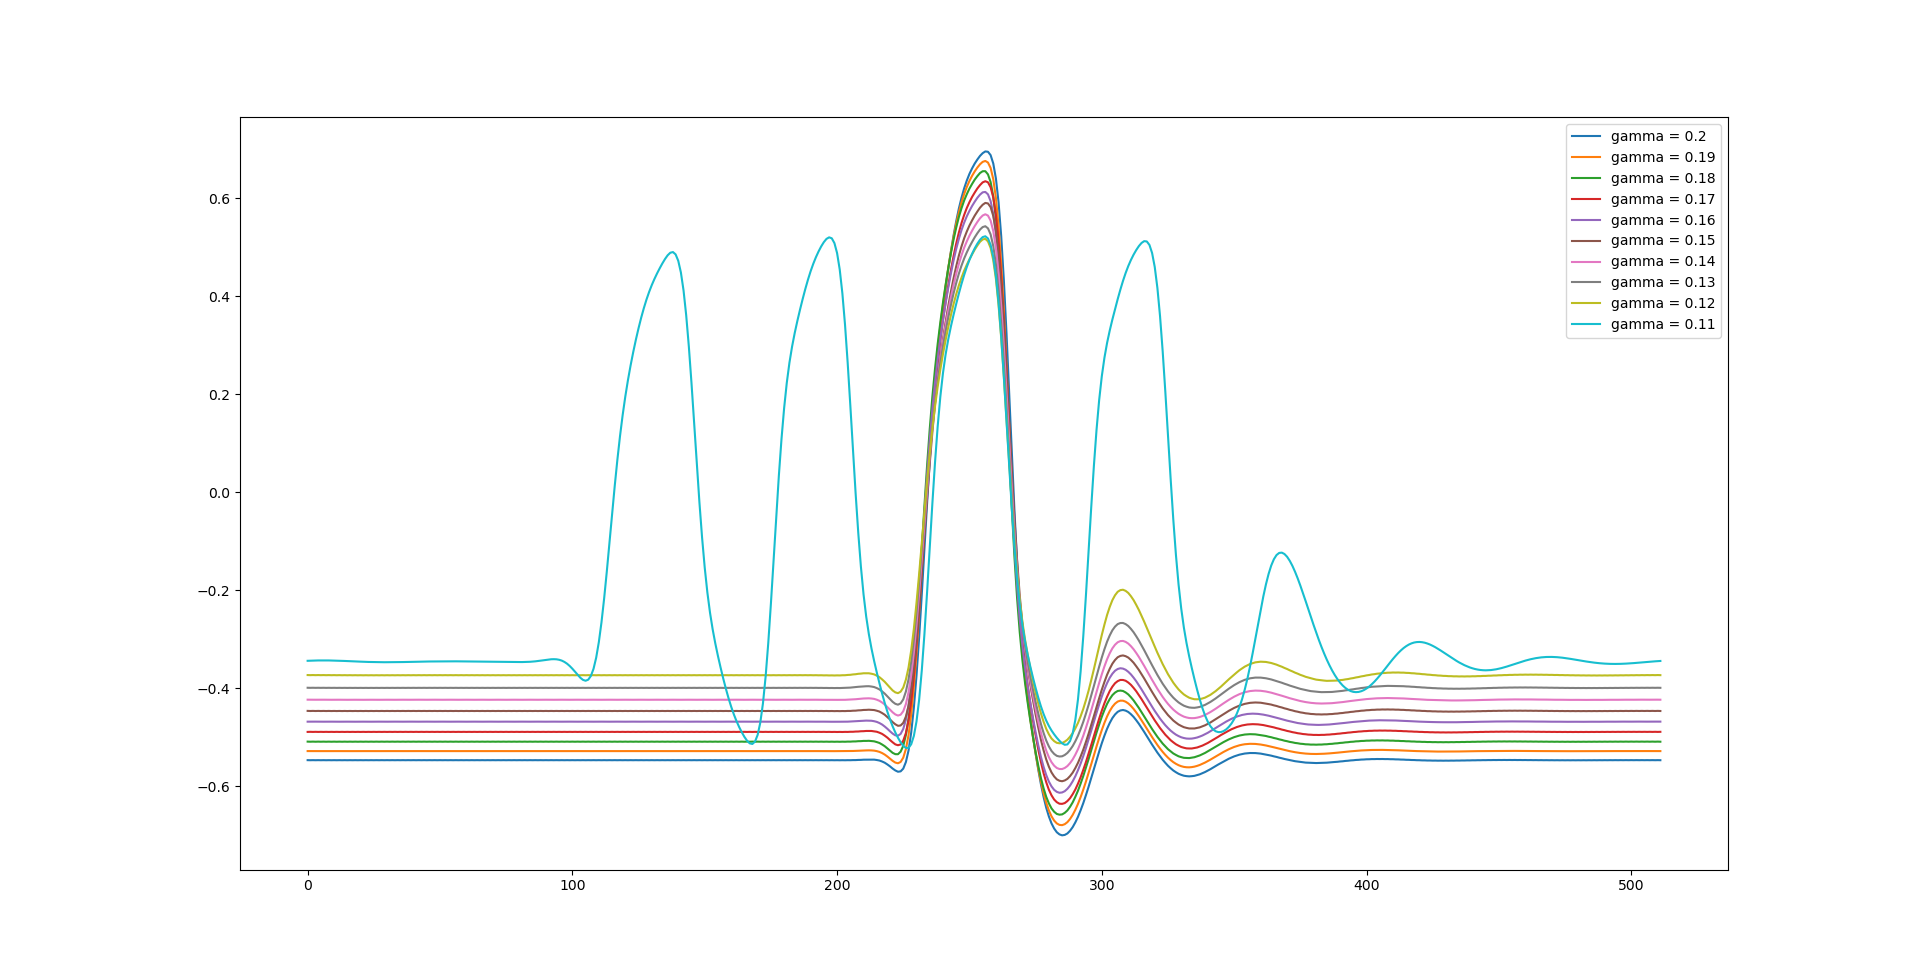 gamma = 0.2
gamma = 0.19
gamma = 0.18
gamma = 0.17
gamma = 0.16
gamma = 0.15
gamma = 0.14
gamma = 0.13
gamma = 0.12
gamma = 0.11
0.6
0.4
0.2
0.0
−0.2
−0.4
−0.6
0 100 200 300 400 500